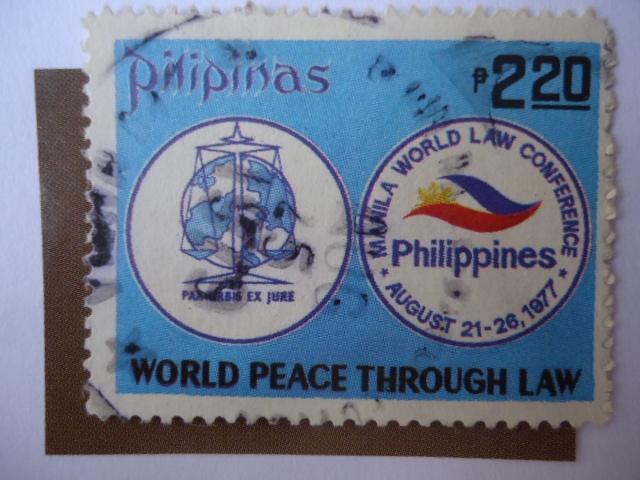 Pilipinas
₱2.20
PAX ORBIS EX JURE
MANILA WORLD LAW CONFERENCE
Philippines
* AUGUST 21-26, 1977 *
WORLD PEACE THROUGH LAW